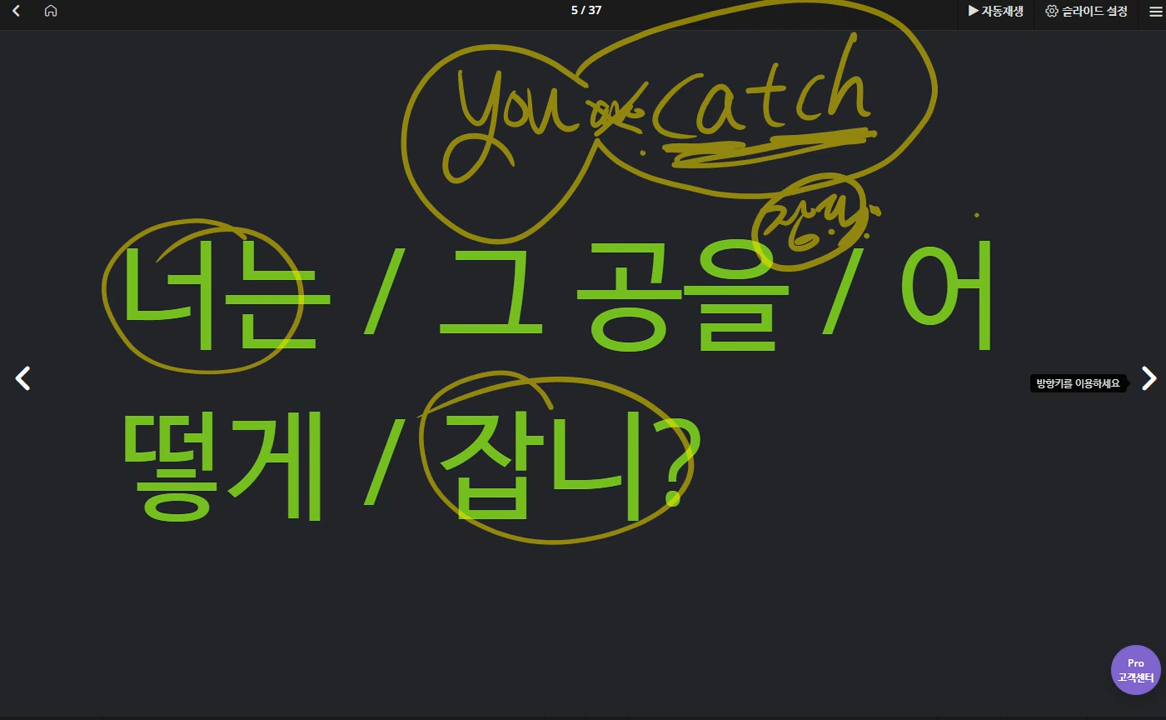 5 / 37
자동재생
슬라이드 설정
you catch
너는 / 그 공을 / 어
떻게 / 잡니?
방향키를 이용하세요
Pro
고객센터